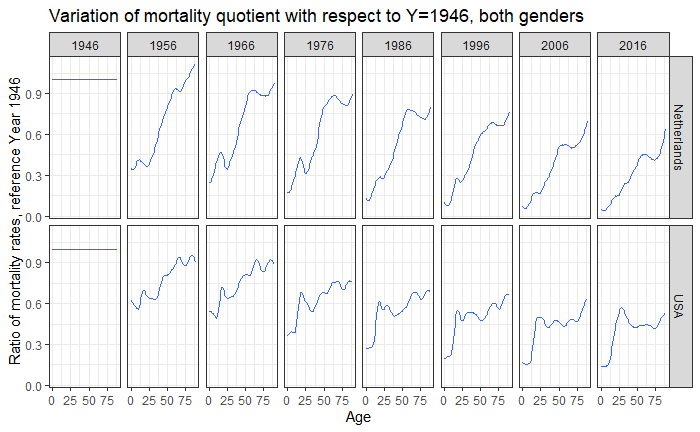 Variation of mortality quotient with respect to Y=1946, both genders
1946 1956 1966 1976 1986 1996 2006 2016
Ratio of mortality rates, reference Year 1946
0.9
0.6
0.3
0.0
Netherlands
0.9
0.6
0.3
0.0
USA
0 25 50 75 0 25 50 75 0 25 50 75 0 25 50 75 0 25 50 75 0 25 50 75 0 25 50 75 0 25 50 75
Age